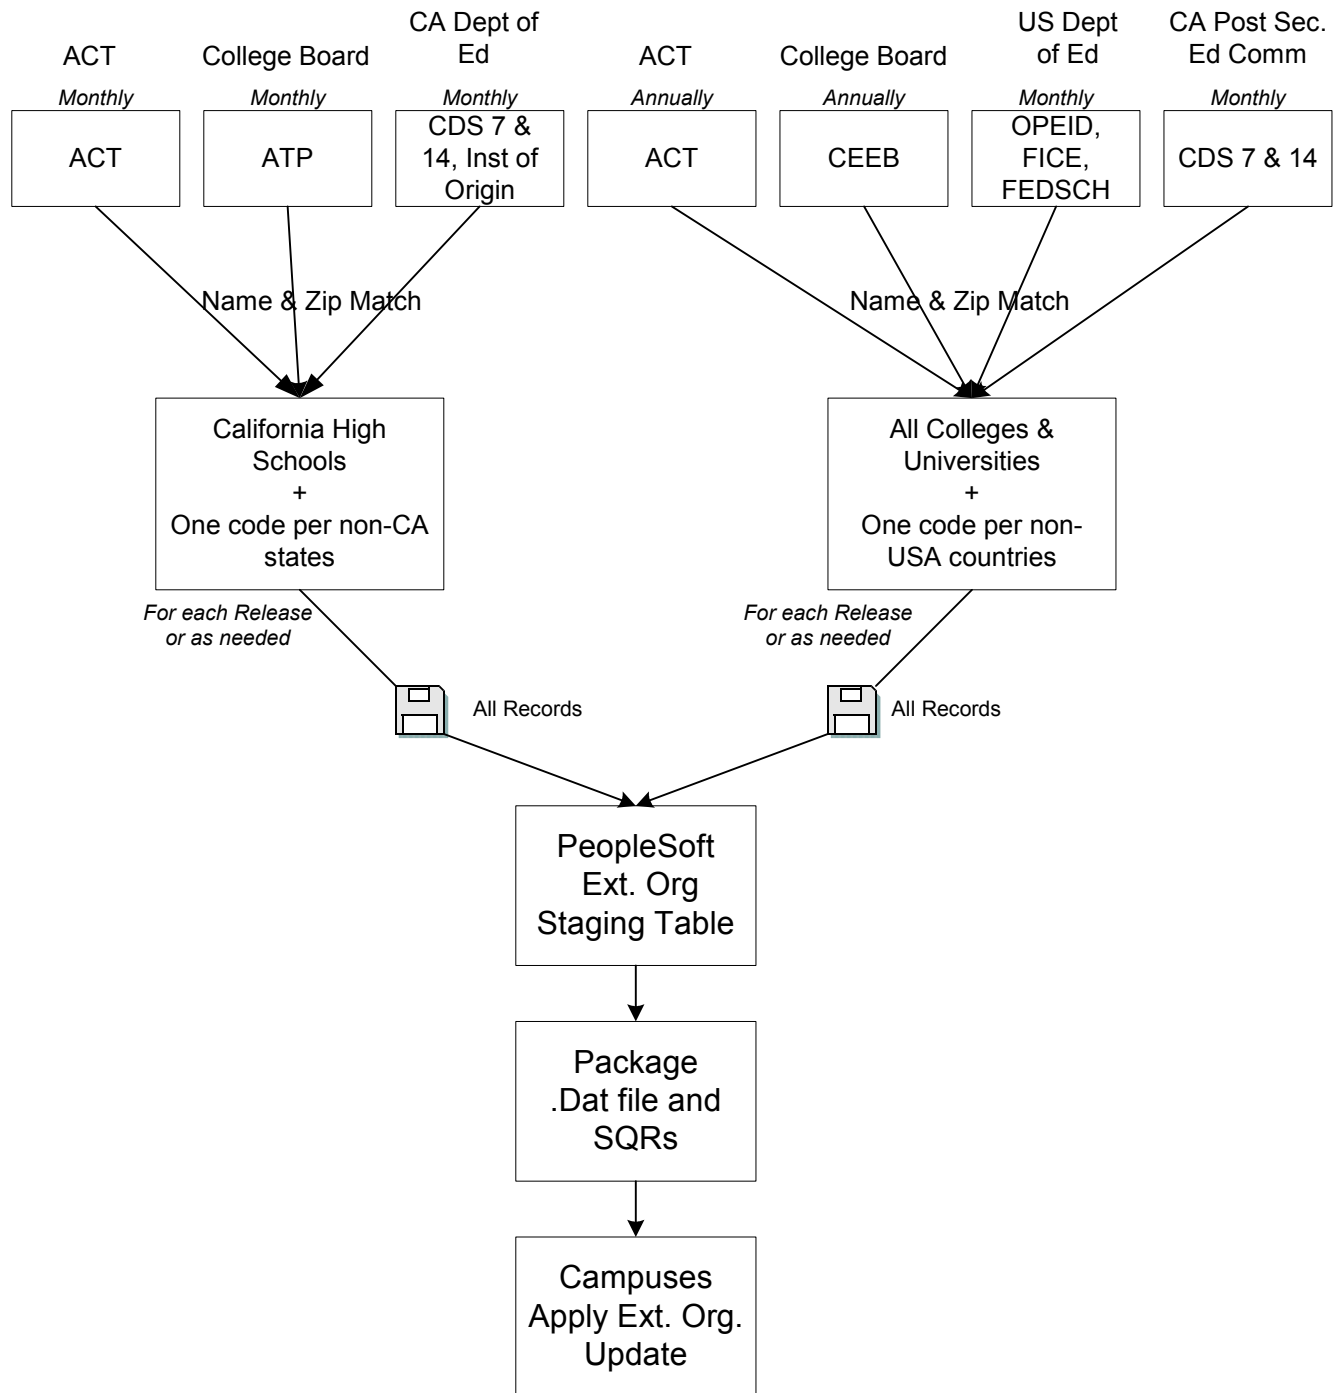 ACT
College Board
CA Dept of
Ed
ACT
College Board
US Dept
of Ed
CA Post Sec.
Ed Comm
Monthly
Monthly
Monthly
Annually
Annually
Monthly
Monthly
ACT
ATP
CDS 7 &
14, Inst of
Origin
ACT
CEEB
OPEID,
FICE,
FEDSCH
CDS 7 & 14
Name & Zip Match
Name & Zip Match
California High
Schools
+
One code per non-CA
states
All Colleges &
Universities
+
One code per non-
USA countries
For each Release
or as needed
For each Release
or as needed
All Records
All Records
PeopleSoft
Ext. Org
Staging Table
Package
.Dat file and
SQRs
Campuses
Apply Ext. Org.
Update